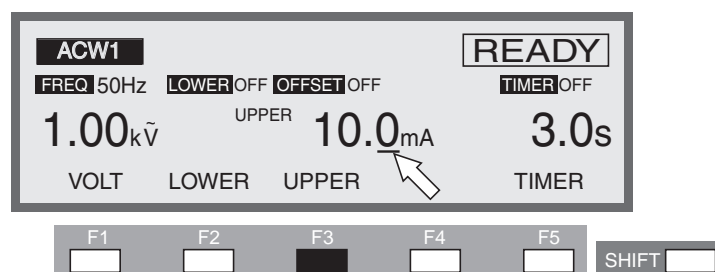 ACW1 READY
FREQ 50Hz LOWER OFF OFFSET OFF TIMER OFF
1.00kṼ UPPER 10.0mA 3.0s
VOLT LOWER UPPER TIMER
F1 F2 F3 F4 F5
SHIFT